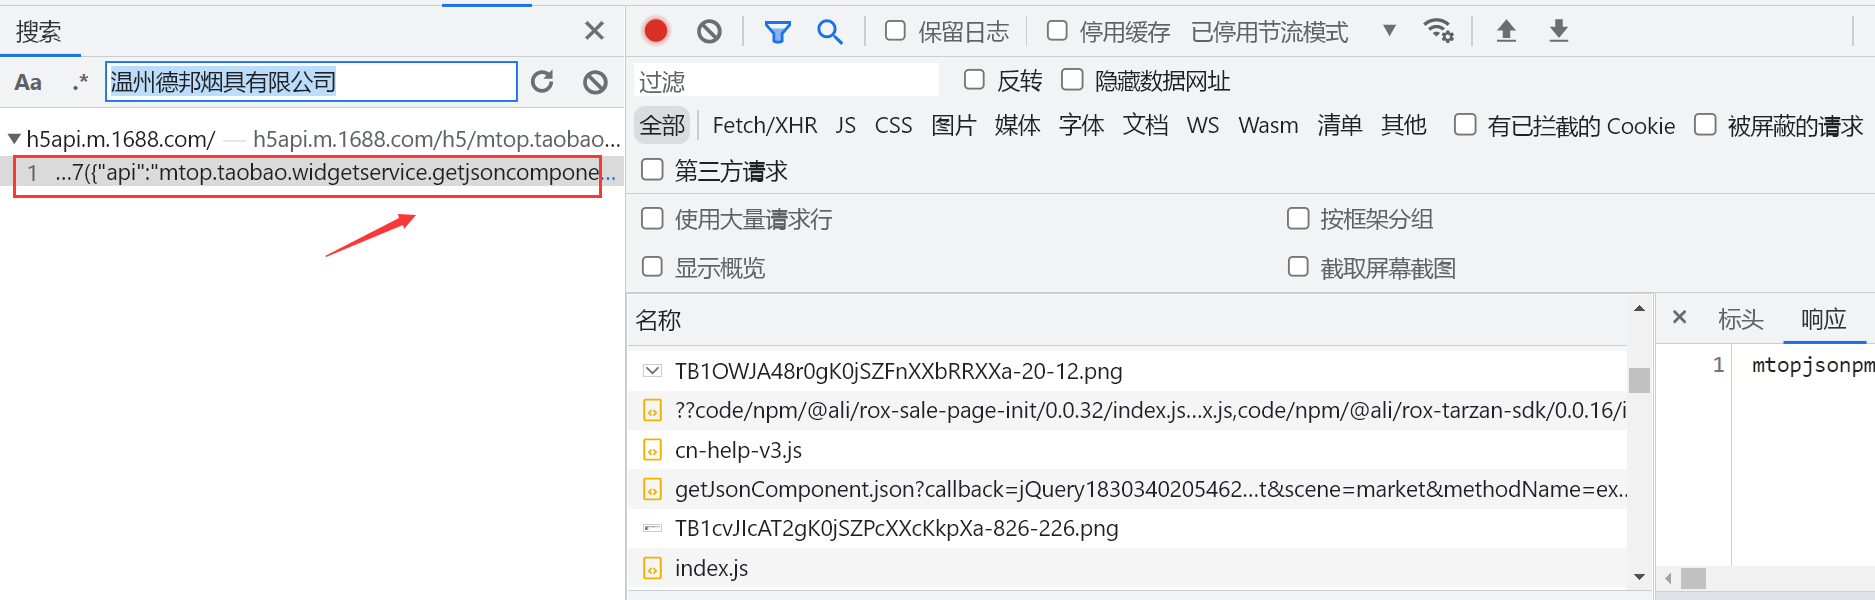 搜索
Aa .* 温州德邦烟具有限公司
h5api.m.1688.com/ — h5api.m.1688.com/h5/mtop.taobao...
1 ...7({"api":"mtop.taobao.widgetservice.getjsoncompone...
保留日志 停用缓存 已停用节流模式
过滤 反转 隐藏数据网址
全部 Fetch/XHR JS CSS 图片 媒体 字体 文档 WS Wasm 清单 其他 有已拦截的 Cookie 被屏蔽的请求
第三方请求
使用大量请求行 按框架分组
显示概览 截取屏幕截图
名称
TB1OWJA48r0gK0jSZFnXXbRRXXa-20-12.png
??code/npm/@ali/rox-sale-page-init/0.0.32/index.js...x.js,code/npm/@ali/rox-tarzan-sdk/0.0.16/i
cn-help-v3.js
getJsonComponent.json?callback=jQuery1830340205462...t&scene=market&methodName=ex...
TB1cvJIcAT2gK0jSZPcXXcKkpXa-826-226.png
index.js
× 标头 响应
1 mtopjsonpm